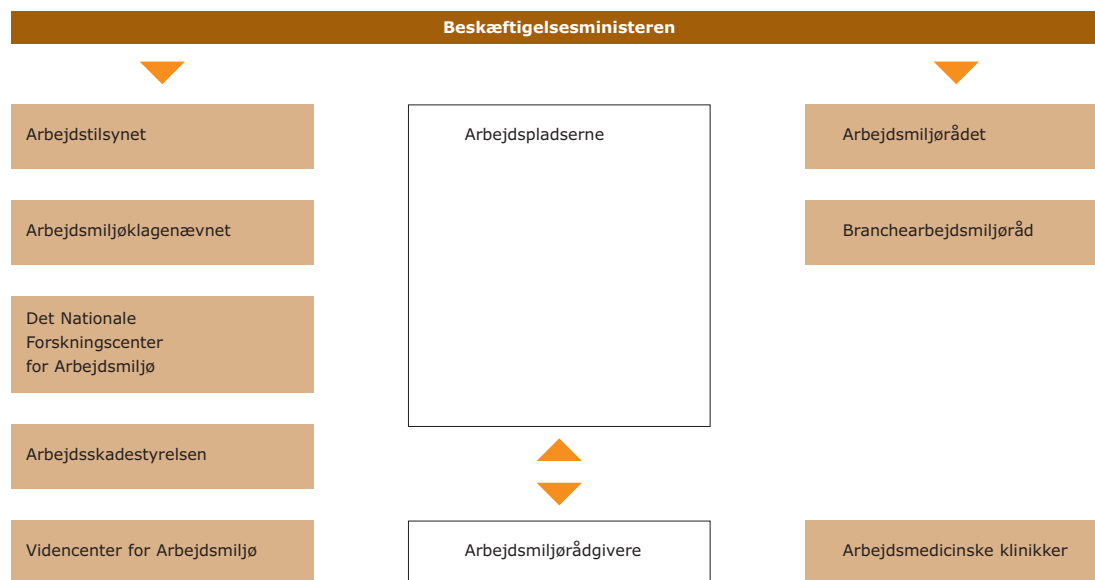 Beskæftigelsesministeren
Arbejdstilsynet
Arbejdspladserne
Arbejdsmiljørådet
Arbejdsmiljøklagenævnet
Branchearbejdsmiljøråd
Det Nationale
Forskningscenter
for Arbejdsmiljø
Arbejdsskadestyrelsen
Videncenter for Arbejdsmiljø
Arbejdsmiljørådgivere
Arbejdsmedicinske klinikker